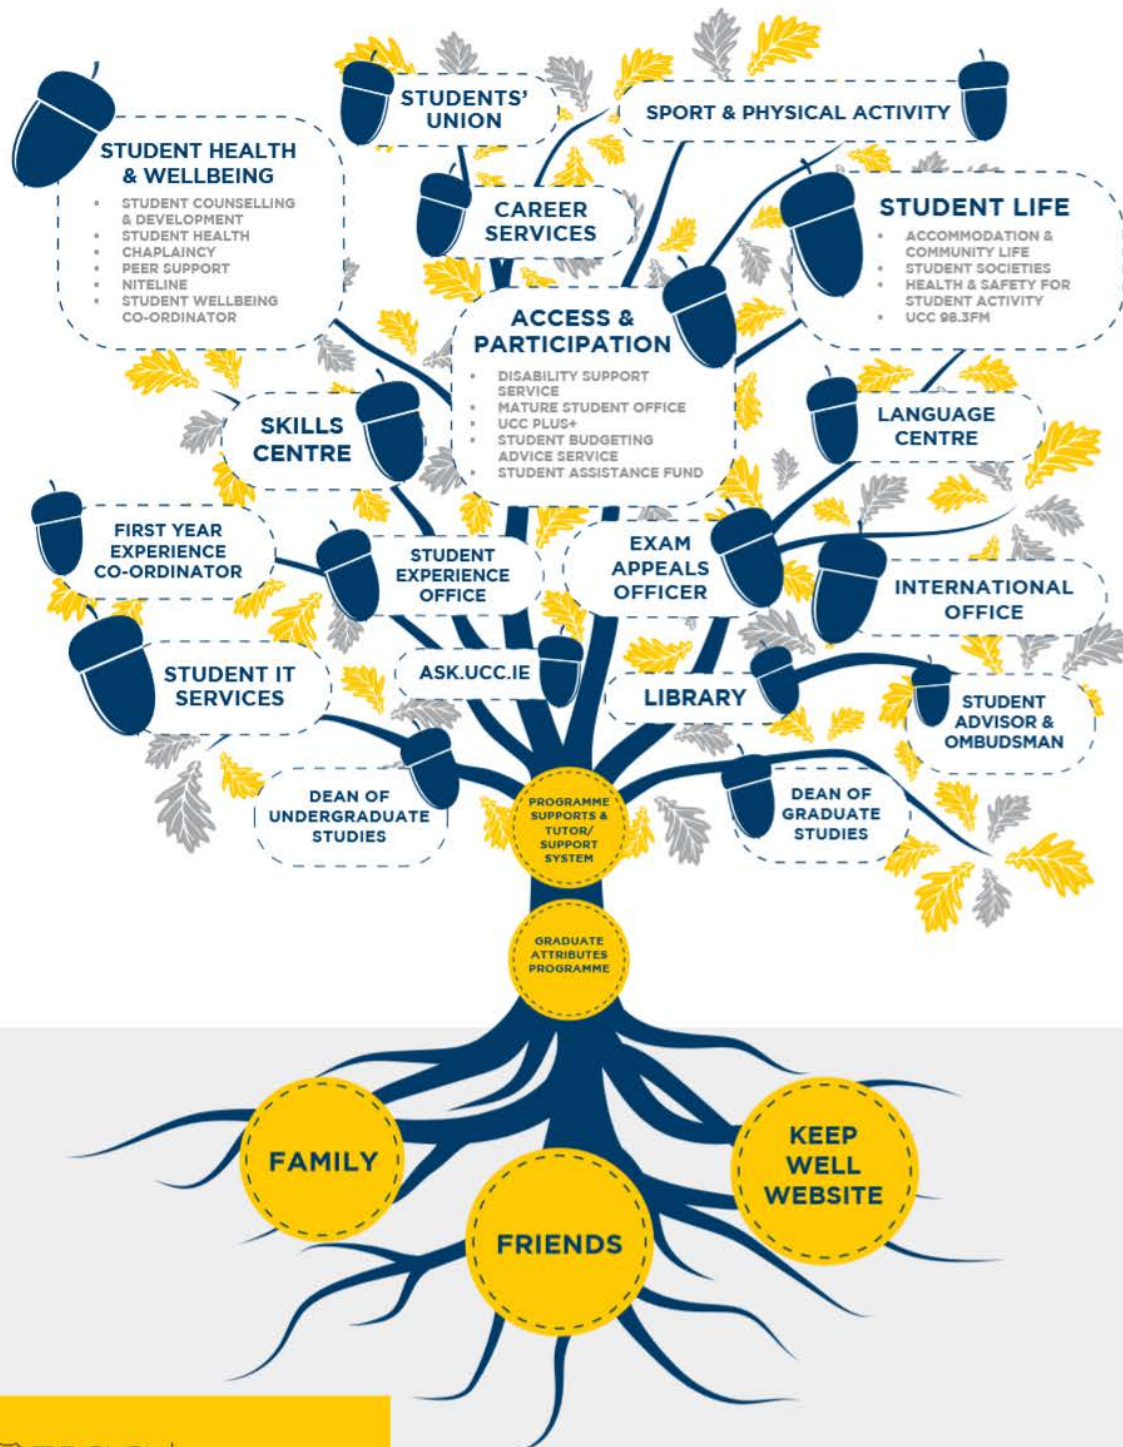 STUDENTS'
UNION
SPORT & PHYSICAL ACTIVITY
STUDENT HEALTH
& WELLBEING
▪ STUDENT COUNSELLING
& DEVELOPMENT
▪ STUDENT HEALTH
▪ CHAPLAINCY
▪ PEER SUPPORT
▪ NITELINE
▪ STUDENT WELLBEING
CO-ORDINATOR
CAREER
SERVICES
STUDENT LIFE
▪ ACCOMMODATION &
COMMUNITY LIFE
▪ STUDENT SOCIETIES
▪ HEALTH & SAFETY FOR
STUDENT ACTIVITY
▪ UCC 98.3FM
ACCESS &
PARTICIPATION
▪ DISABILITY SUPPORT
SERVICE
▪ MATURE STUDENT OFFICE
▪ UCC PLUS+
▪ STUDENT BUDGETING
ADVICE SERVICE
▪ STUDENT ASSISTANCE FUND
SKILLS
CENTRE
LANGUAGE
CENTRE
FIRST YEAR
EXPERIENCE
CO-ORDINATOR
STUDENT
EXPERIENCE
OFFICE
EXAM
APPEALS
OFFICER
INTERNATIONAL
OFFICE
STUDENT IT
SERVICES
ASK.UCC.IE
LIBRARY
STUDENT
ADVISOR &
OMBUDSMAN
DEAN OF
UNDERGRADUATE
STUDIES
PROGRAMME
SUPPORTS &
TUTOR/
SUPPORT
SYSTEM
DEAN OF
GRADUATE
STUDIES
GRADUATE
ATTRIBUTES
PROGRAMME
FAMILY
FRIENDS
KEEP
WELL
WEBSITE